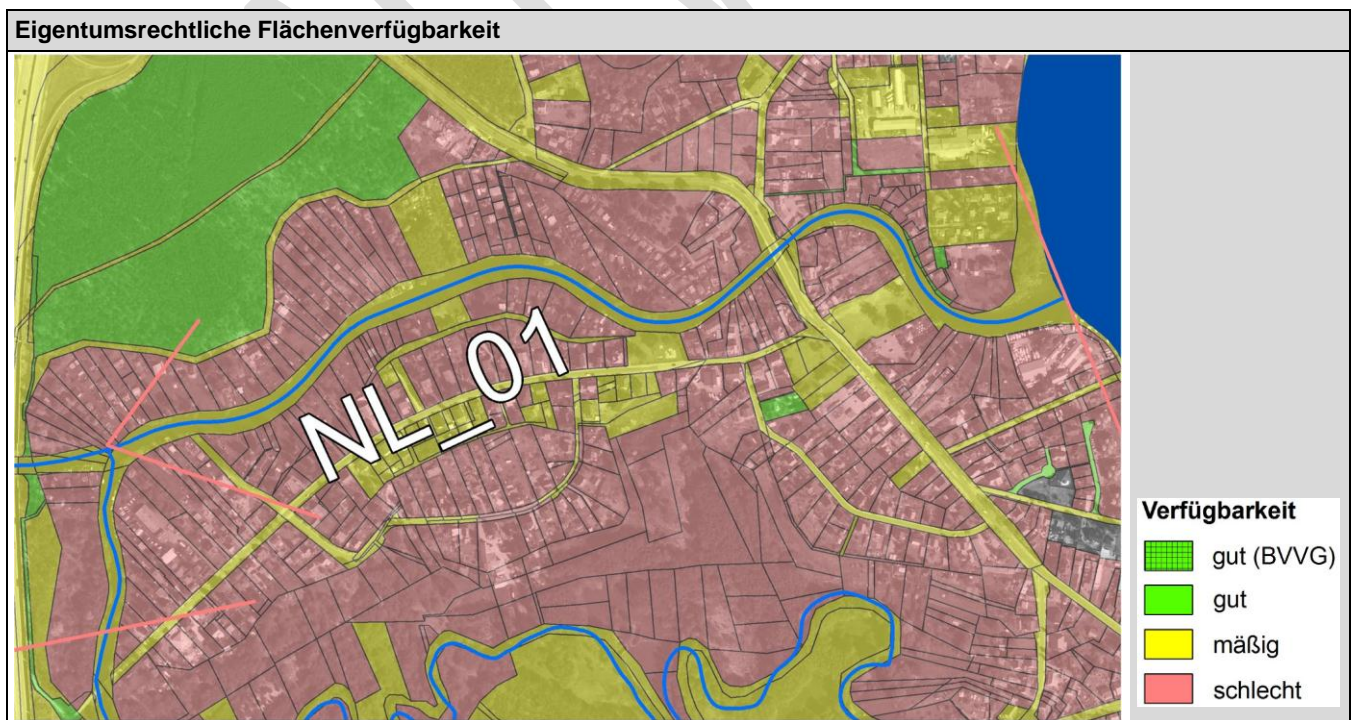 Eigentumsrechtliche Flächenverfügbarkeit
NL_01
Verfügbarkeit
gut (BVVG)
gut
mäßig
schlecht